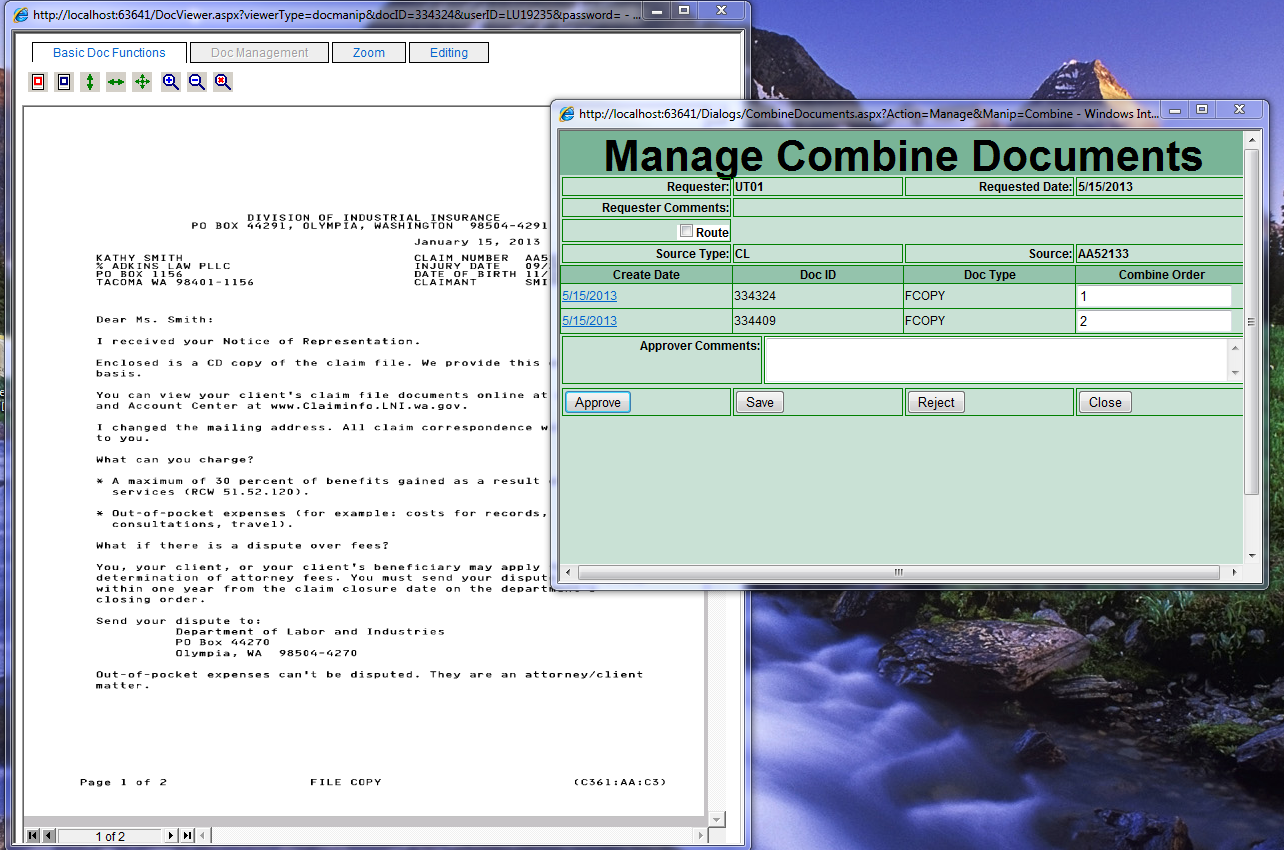 http://localhost:63641/DocViewer.aspx?viewerType=docmanip&docID=334324&userID=LU19235&password= - ...
Basic Doc Functions Doc Management Zoom Editing
DIVISION OF INDUSTRIAL INSURANCE
PO BOX 44291, OLYMPIA, WASHINGTON 98504-4291
January 15, 2013
KATHY SMITH CLAIM NUMBER AA5
% ADKINS LAW PLLC INJURY DATE 09/
PO BOX 1156 DATE OF BIRTH 11/
TACOMA WA 98401-1156 CLAIMANT SMI
Dear Ms. Smith:
I received your Notice of Representation.
Enclosed is a CD copy of the claim file. We provide this
basis.
You can view your client's claim file documents online at
and Account Center at www.Claiminfo.LNI.wa.gov.
I changed the mailing address. All claim correspondence
to you.
What can you charge?
* A maximum of 30 percent of benefits gained as a result
services (RCW 51.52.120).
* Out-of-pocket expenses (for example: costs for records,
consultations, travel).
What if there is a dispute over fees?
You, your client, or your client's beneficiary may apply
determination of attorney fees. You must send your dispute
within one year from the claim closure date on the department's
closing order.
Send your dispute to:
Department of Labor and Industries
PO Box 44270
Olympia, WA 98504-4270
Out-of-pocket expenses can't be disputed. They are an attorney/client
matter.
Page 1 of 2 FILE COPY (C361:AA:C3)
1 of 2
http://localhost:63641/Dialogs/CombineDocuments.aspx?Action=Manage&Manip=Combine - Windows Int...
Manage Combine Documents
Requester: UT01 Requested Date: 5/15/2013
Requester Comments:
Route
Source Type: CL Source: AA52133
Create Date Doc ID Doc Type Combine Order
5/15/2013 334324 FCOPY 1
5/15/2013 334409 FCOPY 2
Approver Comments:
Approve Save Reject Close